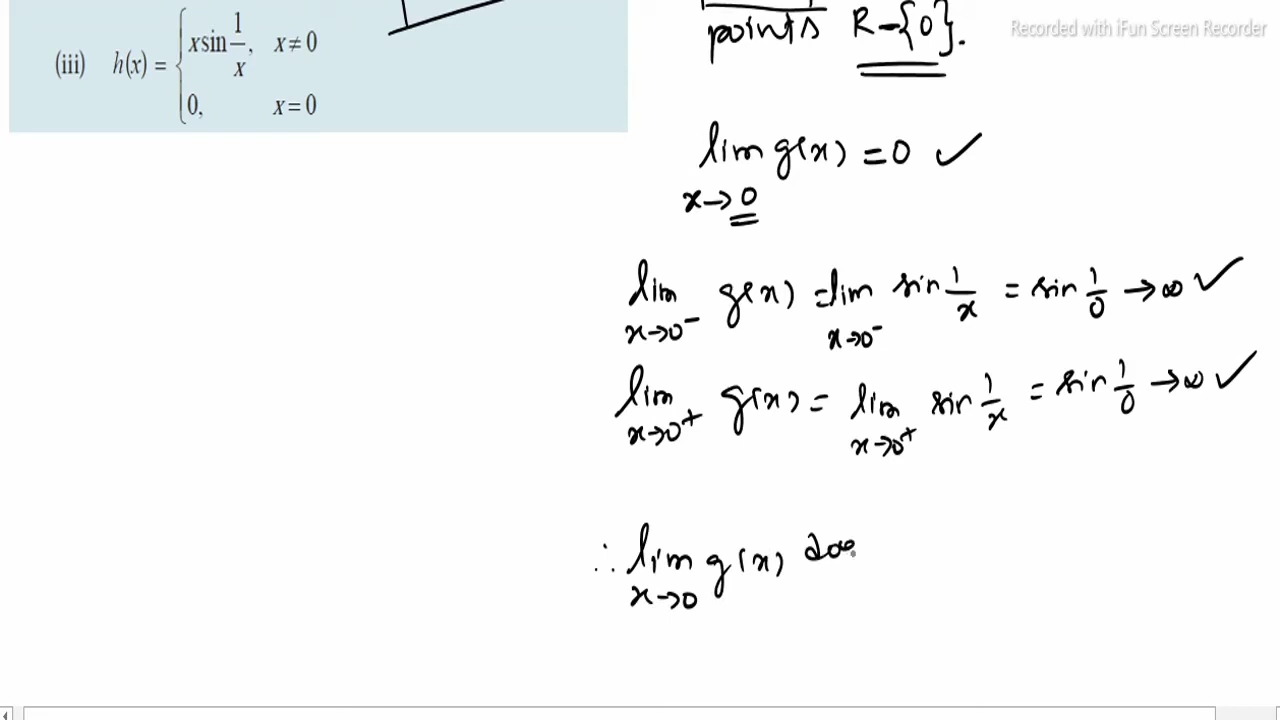 points R-{0}.
Recorded with iFun Screen Recorder
(iii) h(x) = { x sin 1/x, x ≠ 0
0, x = 0
lim g(x) = 0 ✓
x→0
lim g(x) = lim sin 1/x = sin 1/0 → ∞ ✓
x→0⁻ x→0⁻
lim g(x) = lim sin 1/x = sin 1/0 → ∞ ✓
x→0⁺ x→0⁺
∴ lim g(x) doe
x→0